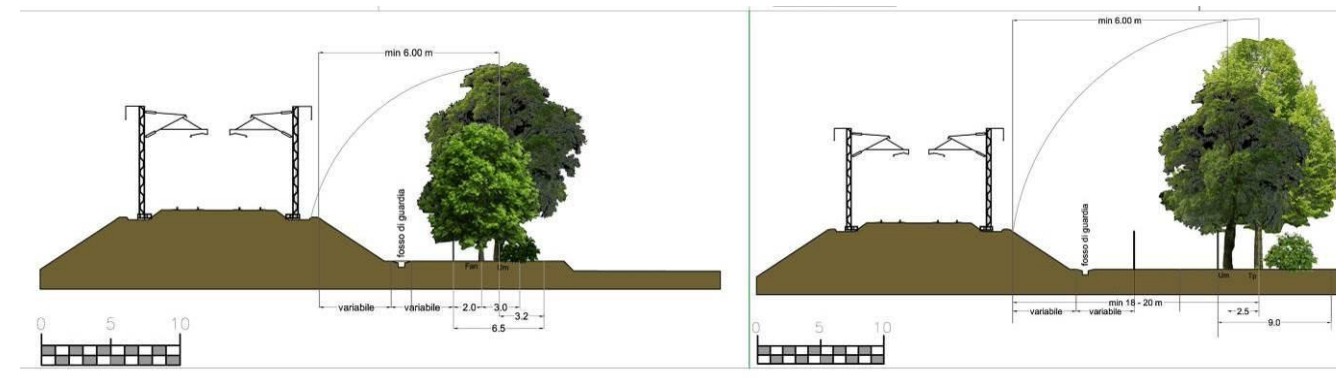 min 6.00 m
fosso di guardia
Fan Um
variabile variabile 2.0 3.0
3.2
6.5
0 5 10
min 6.00 m
fosso di guardia
Um Tp
min 18 - 20 m
variabile variabile 2.5
9.0
0 5 10